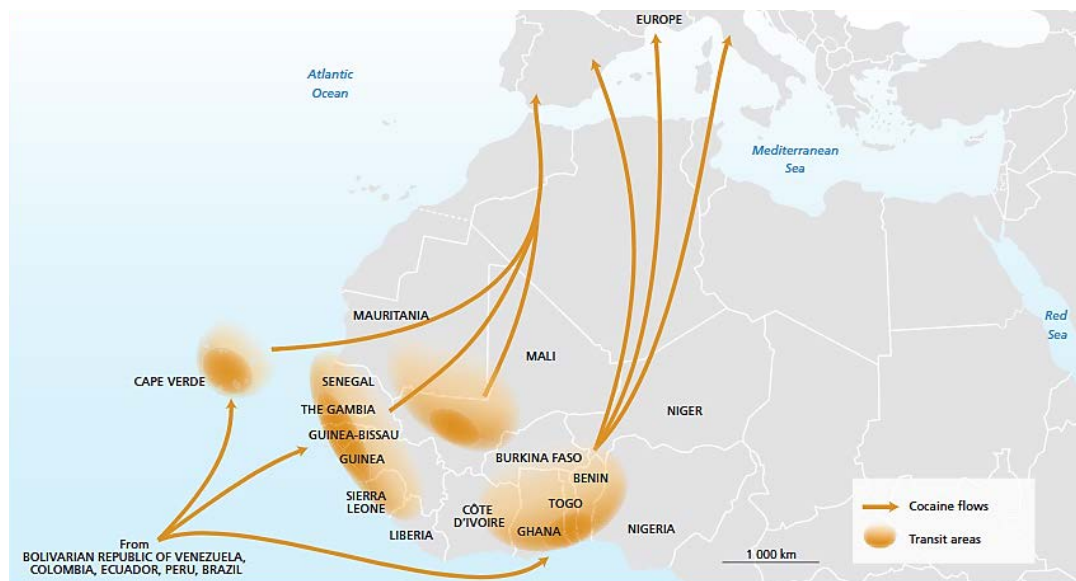 EUROPE
Atlantic
Ocean
Mediterranean
Sea
Red
Sea
MAURITANIA
MALI
CAPE VERDE
SENEGAL
THE GAMBIA
NIGER
GUINEA-BISSAU
GUINEA
BURKINA FASO
BENIN
SIERRA
LEONE
CÔTE
D'IVOIRE
TOGO
GHANA
LIBERIA
NIGERIA
Cocaine flows
Transit areas
From
BOLIVARIAN REPUBLIC OF VENEZUELA,
COLOMBIA, ECUADOR, PERU, BRAZIL
1 000 km